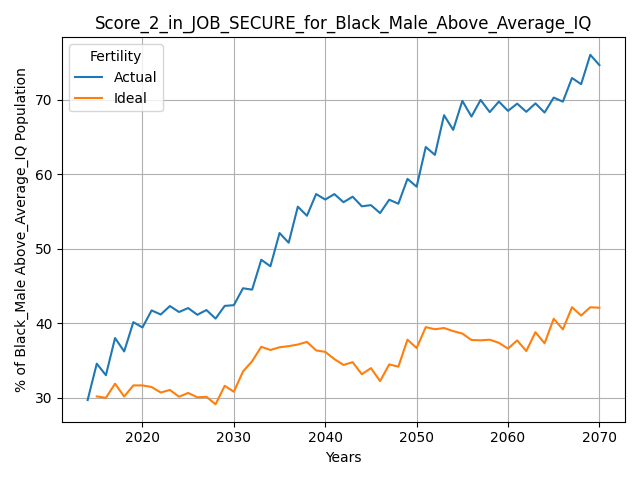 Score_2_in_JOB_SECURE_for_Black_Male_Above_Average_IQ
Fertility
Actual
Ideal
% of Black_Male Above_Average_IQ Population
70
60
50
40
30
2020 2030 2040 2050 2060 2070
Years